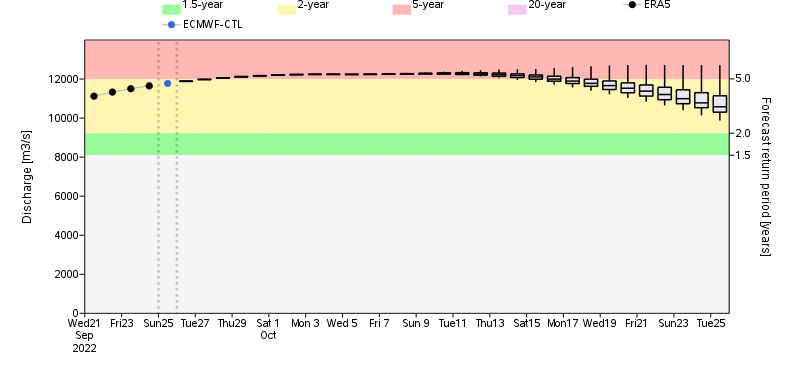 1.5-year 2-year 5-year 20-year ERA5
ECMWF-CTL
12000
10000
8000
6000
4000
2000
0
Discharge [m3/s]
5.0
2.0
1.5
Forecast return period [years]
Wed21 Fri23 Sun25 Tue27 Thu29 Sat 1 Mon 3 Wed 5 Fri 7 Sun 9 Tue11 Thu13 Sat15 Mon17 Wed19 Fri21 Sun23 Tue25
Sep Oct
2022